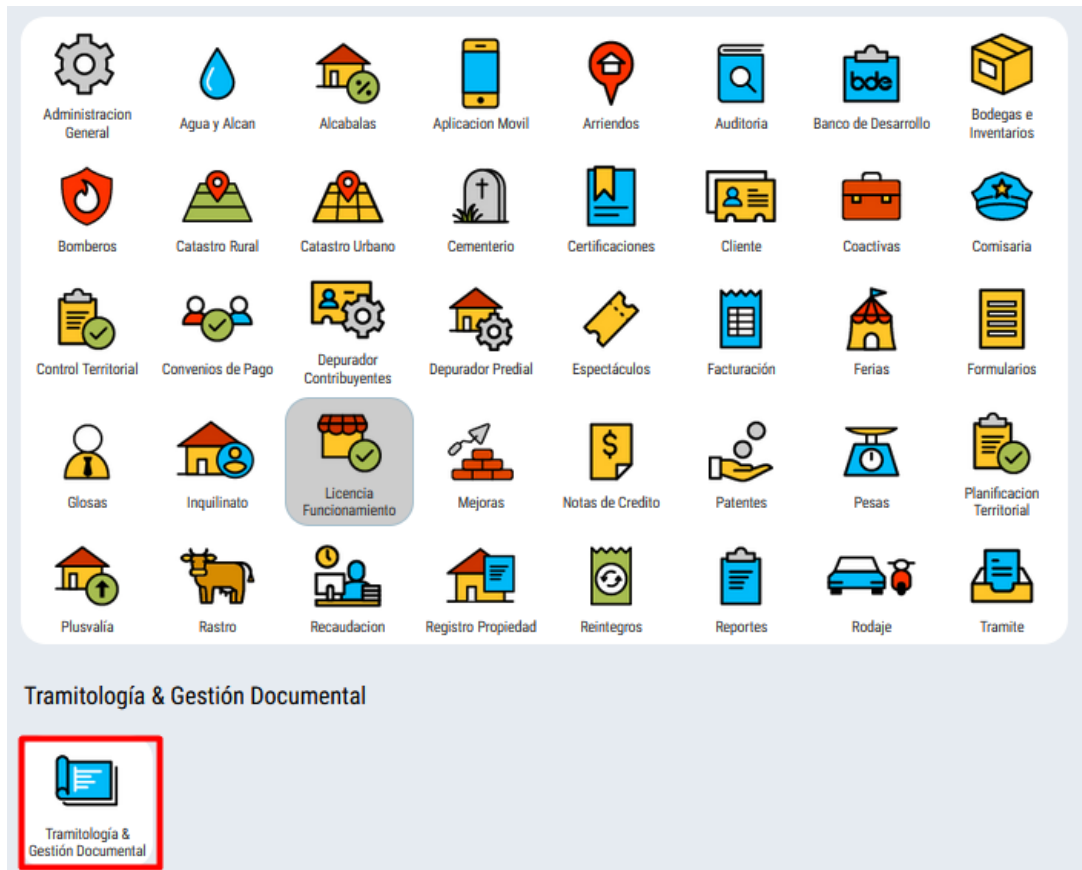 bde
Administracion
General
Agua y Alcan
Alcabalas
Aplicacion Movil
Arriendos
Auditoria
Banco de Desarrollo
Bodegas e
Inventarios
Bomberos
Catastro Rural
Catastro Urbano
Cementerio
Certificaciones
Cliente
Coactivas
Comisaria
Control Territorial
Convenios de Pago
Depurador
Contribuyentes
Depurador Predial
Espectáculos
Facturación
Ferias
Formularios
Glosas
Inquilinato
Licencia
Funcionamiento
Mejoras
Notas de Credito
Patentes
Pesas
Planificacion
Territorial
Plusvalía
Rastro
Recaudacion
Registro Propiedad
Reintegros
Reportes
Rodaje
Tramite
Tramitología & Gestión Documental
Tramitología &
Gestión Documental